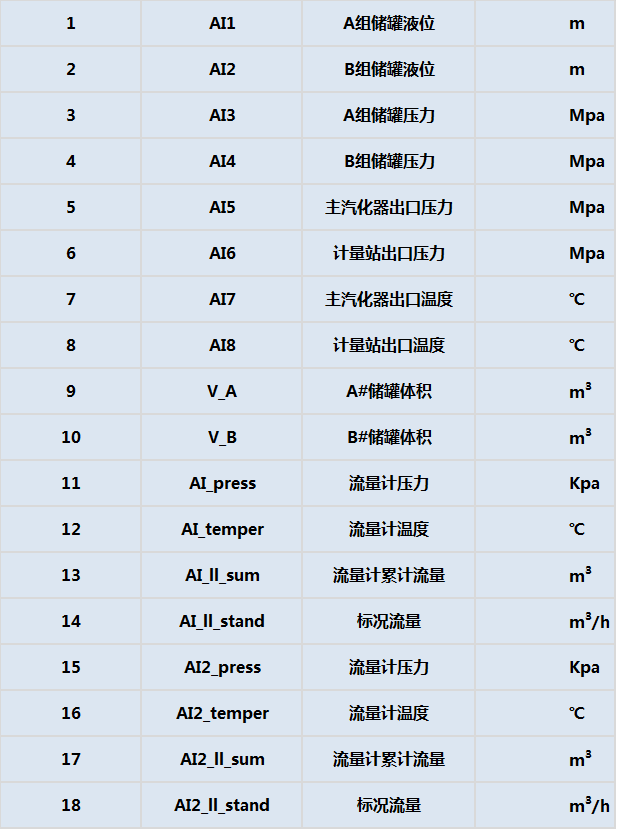 1 AI1 A组储罐液位 m
2 AI2 B组储罐液位 m
3 AI3 A组储罐压力 Mpa
4 AI4 B组储罐压力 Mpa
5 AI5 主汽化器出口压力 Mpa
6 AI6 计量站出口压力 Mpa
7 AI7 主汽化器出口温度 ℃
8 AI8 计量站出口温度 ℃
9 V_A A#储罐体积 m³
10 V_B B#储罐体积 m³
11 AI_press 流量计压力 Kpa
12 AI_temper 流量计温度 ℃
13 AI_ll_sum 流量计累计流量 m³
14 AI_ll_stand 标况流量 m³/h
15 AI2_press 流量计压力 Kpa
16 AI2_temper 流量计温度 ℃
17 AI2_ll_sum 流量计累计流量 m³
18 AI2_ll_stand 标况流量 m³/h